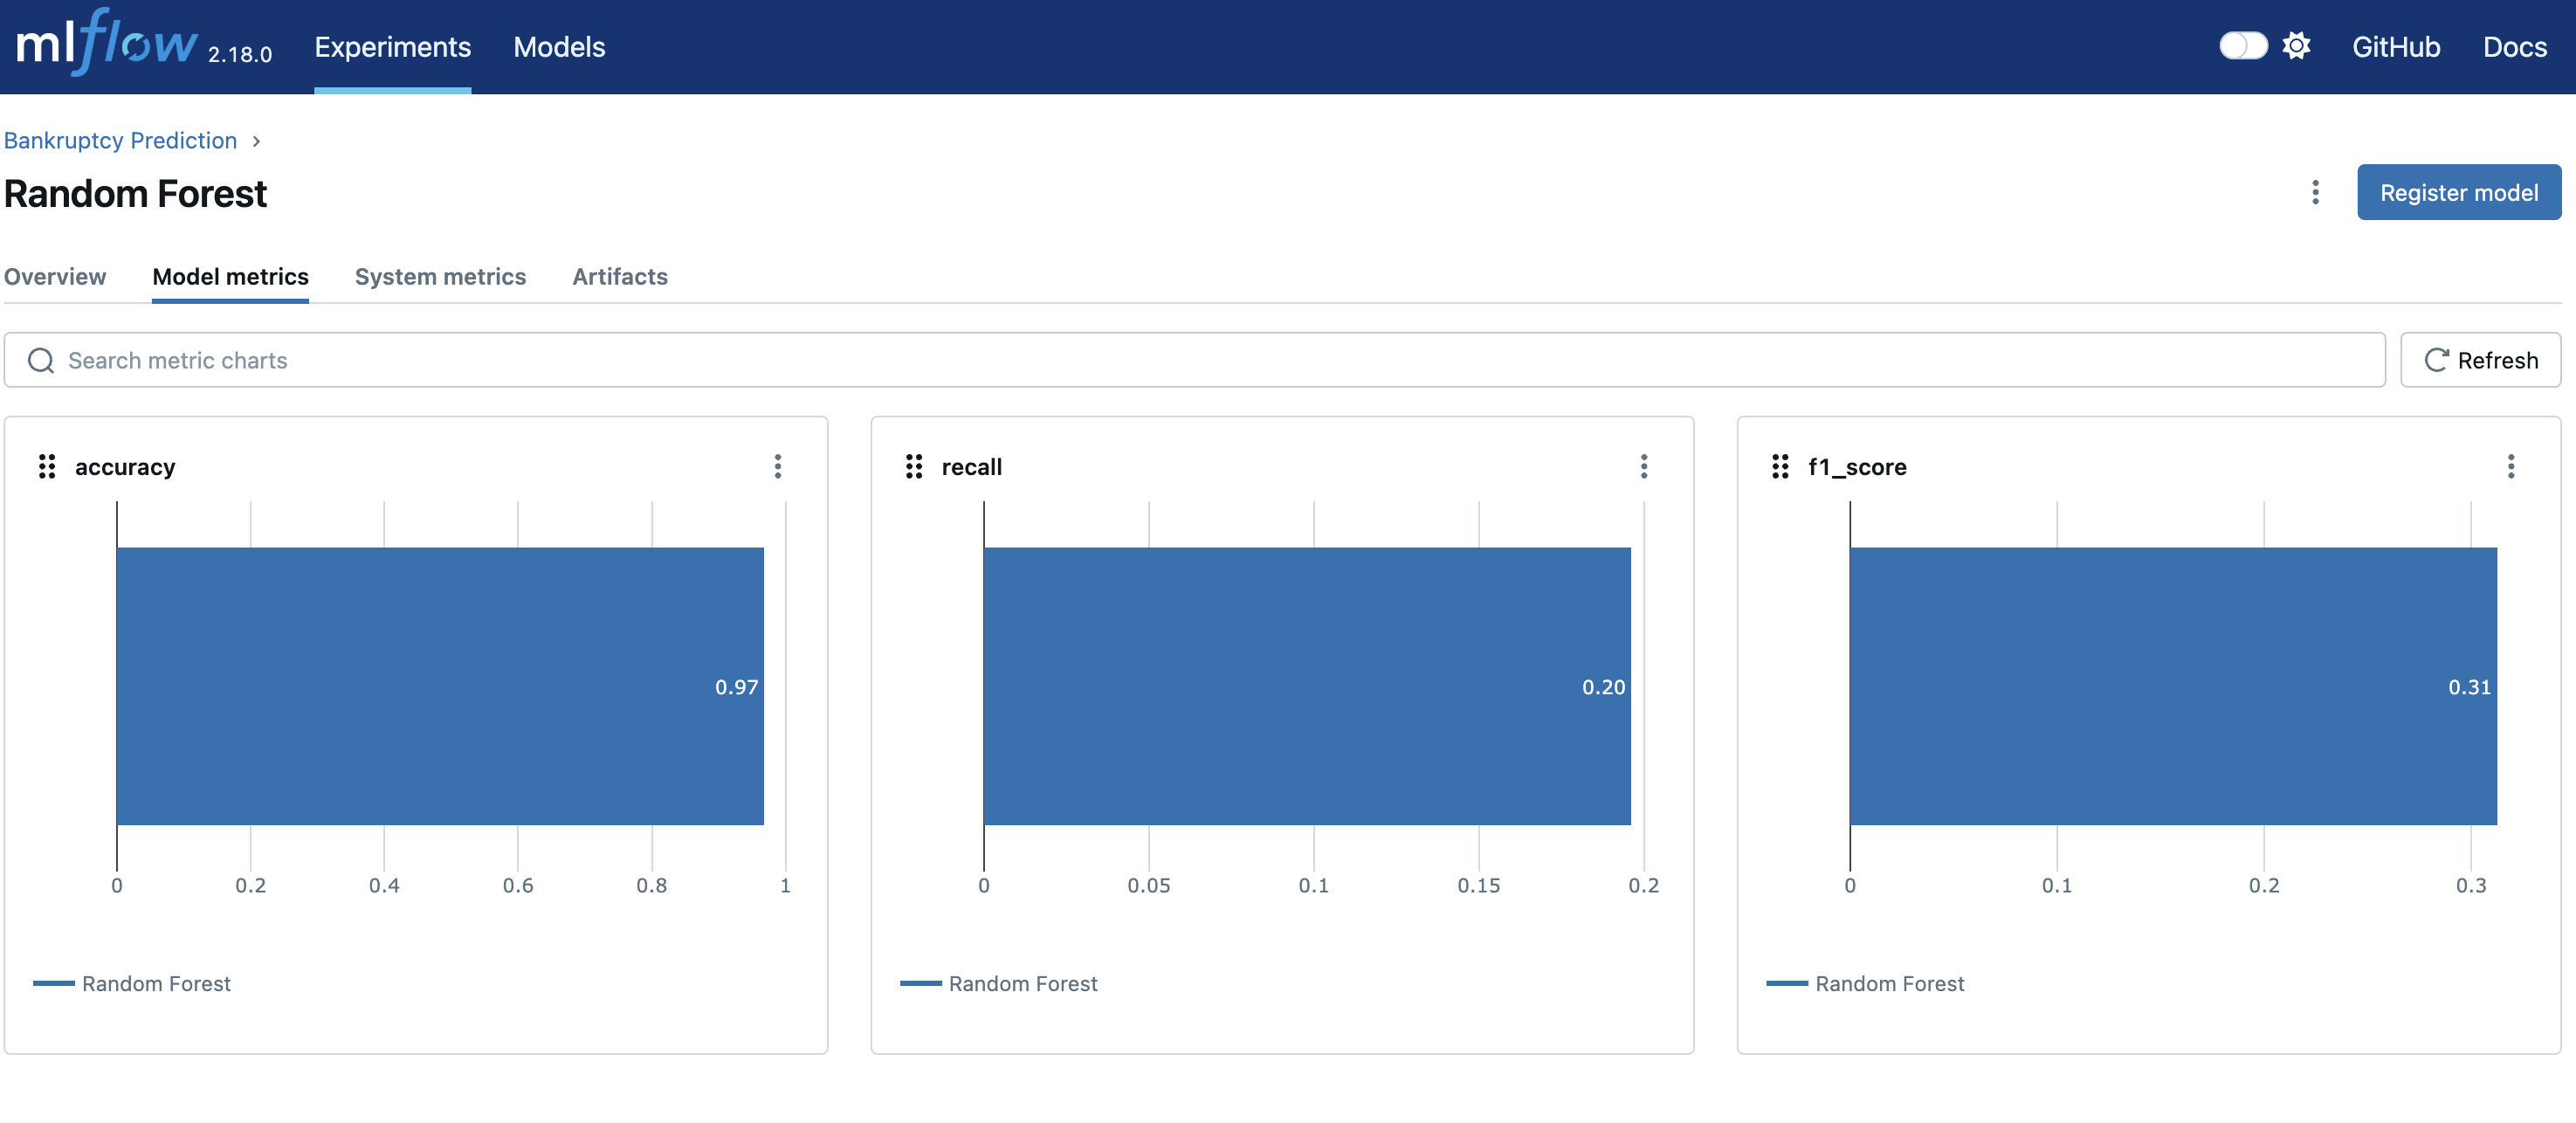 mlflow 2.18.0 Experiments Models GitHub Docs
Bankruptcy Prediction
Random Forest
Register model
Overview Model metrics System metrics Artifacts
Search metric charts
Refresh
accuracy
0.97
0 0.2 0.4 0.6 0.8 1
Random Forest
recall
0.20
0 0.05 0.1 0.15 0.2
Random Forest
f1_score
0.31
0 0.1 0.2 0.3
Random Forest